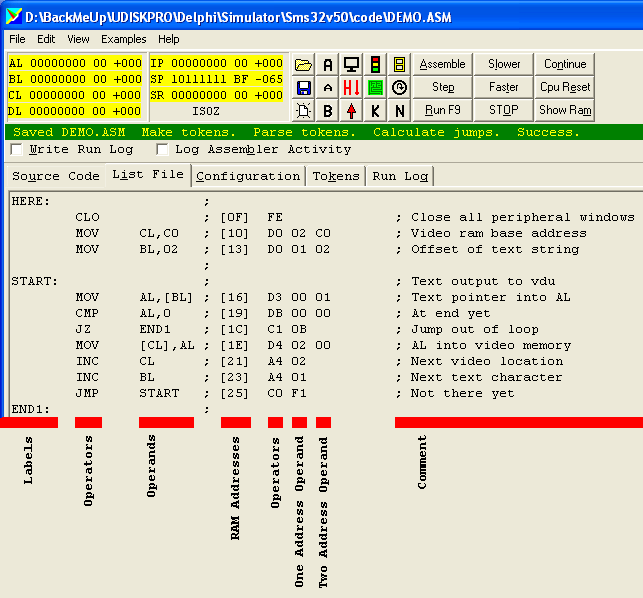 D:\BackMeUp\UDISKPRO\Delphi\Simulator\Sms32v50\code\DEMO.ASM
File Edit View Examples Help
AL 00000000 00 +000 IP 00000000 00 +000 A Assemble Slower Continue
BL 00000000 00 +000 SP 10111111 BF -065 A H! Step Faster Cpu Reset
CL 00000000 00 +000 SR 00000000 00 +000 B K N Run F9 STOP Show Ram
DL 00000000 00 +000 ISOZ
Saved DEMO.ASM Make tokens. Parse tokens. Calculate jumps. Success.
Write Run Log Log Assembler Activity
Source Code List File Configuration Tokens Run Log
HERE: ;
CLO ; [0F] FE ; Close all peripheral windows
MOV CL,C0 ; [10] D0 02 C0 ; Video ram base address
MOV BL,02 ; [13] D0 01 02 ; Offset of text string
;
START: ; ; Text output to vdu
MOV AL,[BL] ; [16] D3 00 01 ; Text pointer into AL
CMP AL,0 ; [19] DB 00 00 ; At end yet
JZ END1 ; [1C] C1 0B ; Jump out of loop
MOV [CL],AL ; [1E] D4 02 00 ; AL into video memory
INC CL ; [21] A4 02 ; Next video location
INC BL ; [23] A4 01 ; Next text character
JMP START ; [25] C0 F1 ; Not there yet
END1: ;
Labels
Operators
Operands
RAM Addresses
Operators
One Address Operand
Two Address Operand
Comment